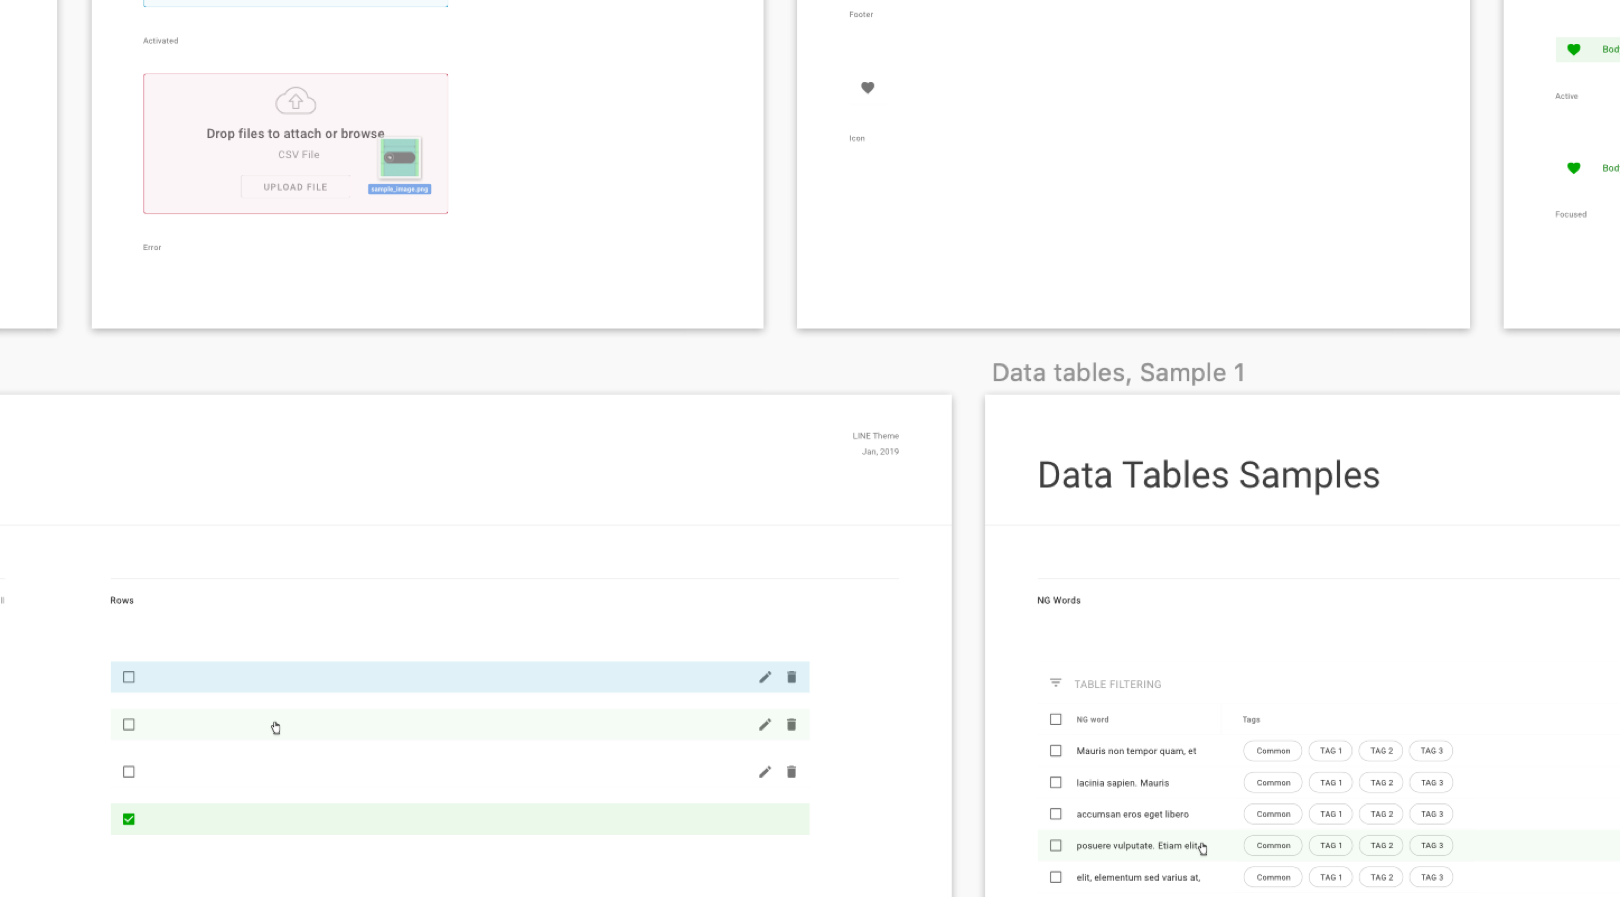 Activated
Drop files to attach or browse
CSV File
UPLOAD FILE
sample_image.png
Error
Footer
Icon
Active
Focused
Data tables, Sample 1
LINE Theme
Jan, 2019
Rows
Data Tables Samples
NG Words
TABLE FILTERING
NG word Tags
Mauris non tempor quam, et Common TAG 1 TAG 2 TAG 3
lacinia sapien. Mauris Common TAG 1 TAG 2 TAG 3
accumsan eros eget libero Common TAG 1 TAG 2 TAG 3
posuere vulputate. Etiam elit Common TAG 1 TAG 2 TAG 3
elit, elementum sed varius at, Common TAG 1 TAG 2 TAG 3